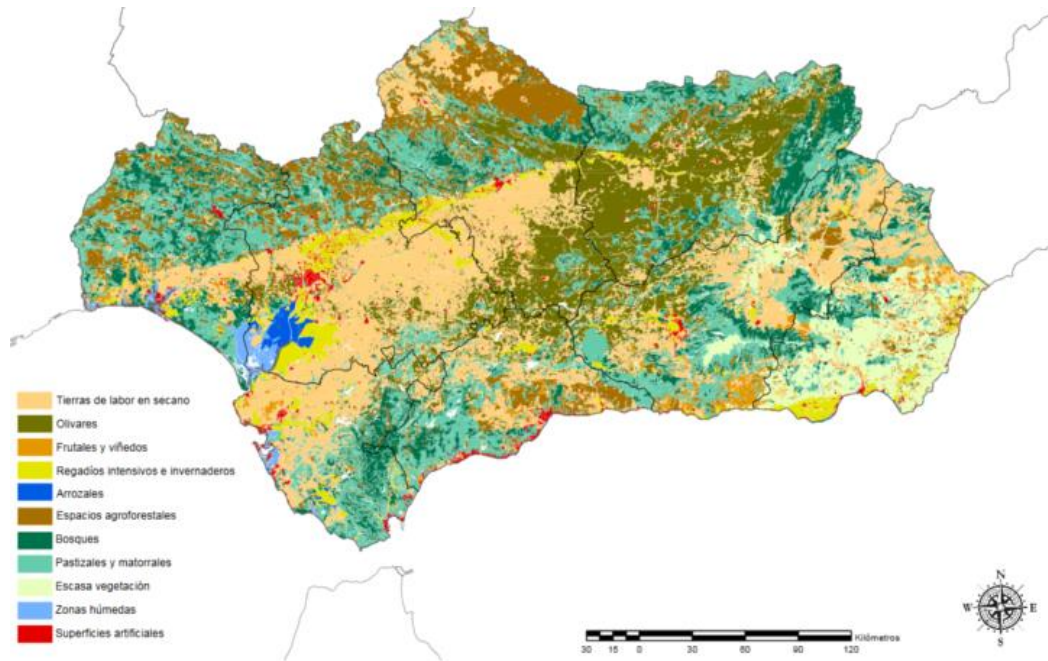 Tierras de labor en secano
Olivares
Frutales y viñedos
Regadíos intensivos e invernaderos
Arrozales
Espacios agroforestales
Bosques
Pastizales y matorrales
Escasa vegetación
Zonas húmedas
Superficies artificiales
N
W E
S
Kilómetros
30 15 0 30 60 90 120